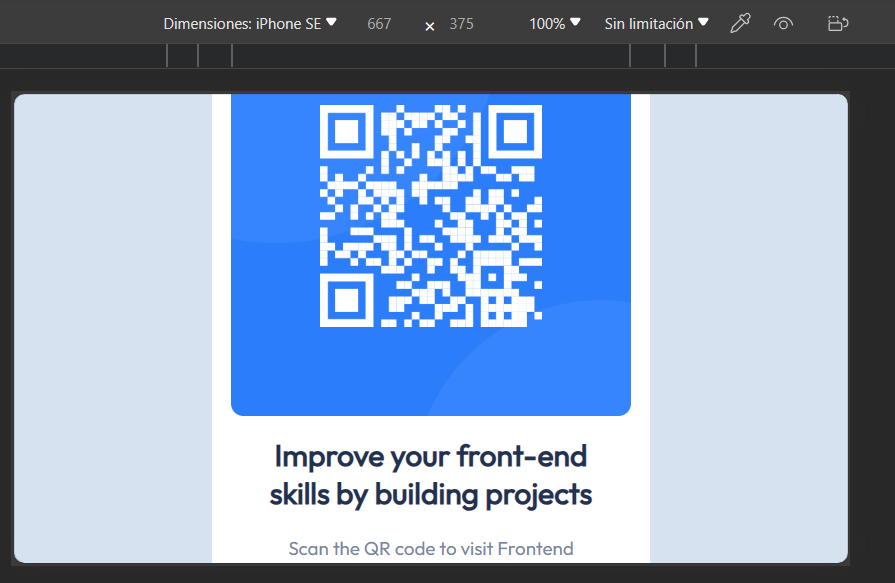 Dimensiones: iPhone SE 667 × 375 100% Sin limitación
Improve your front-end
skills by building projects
Scan the QR code to visit Frontend